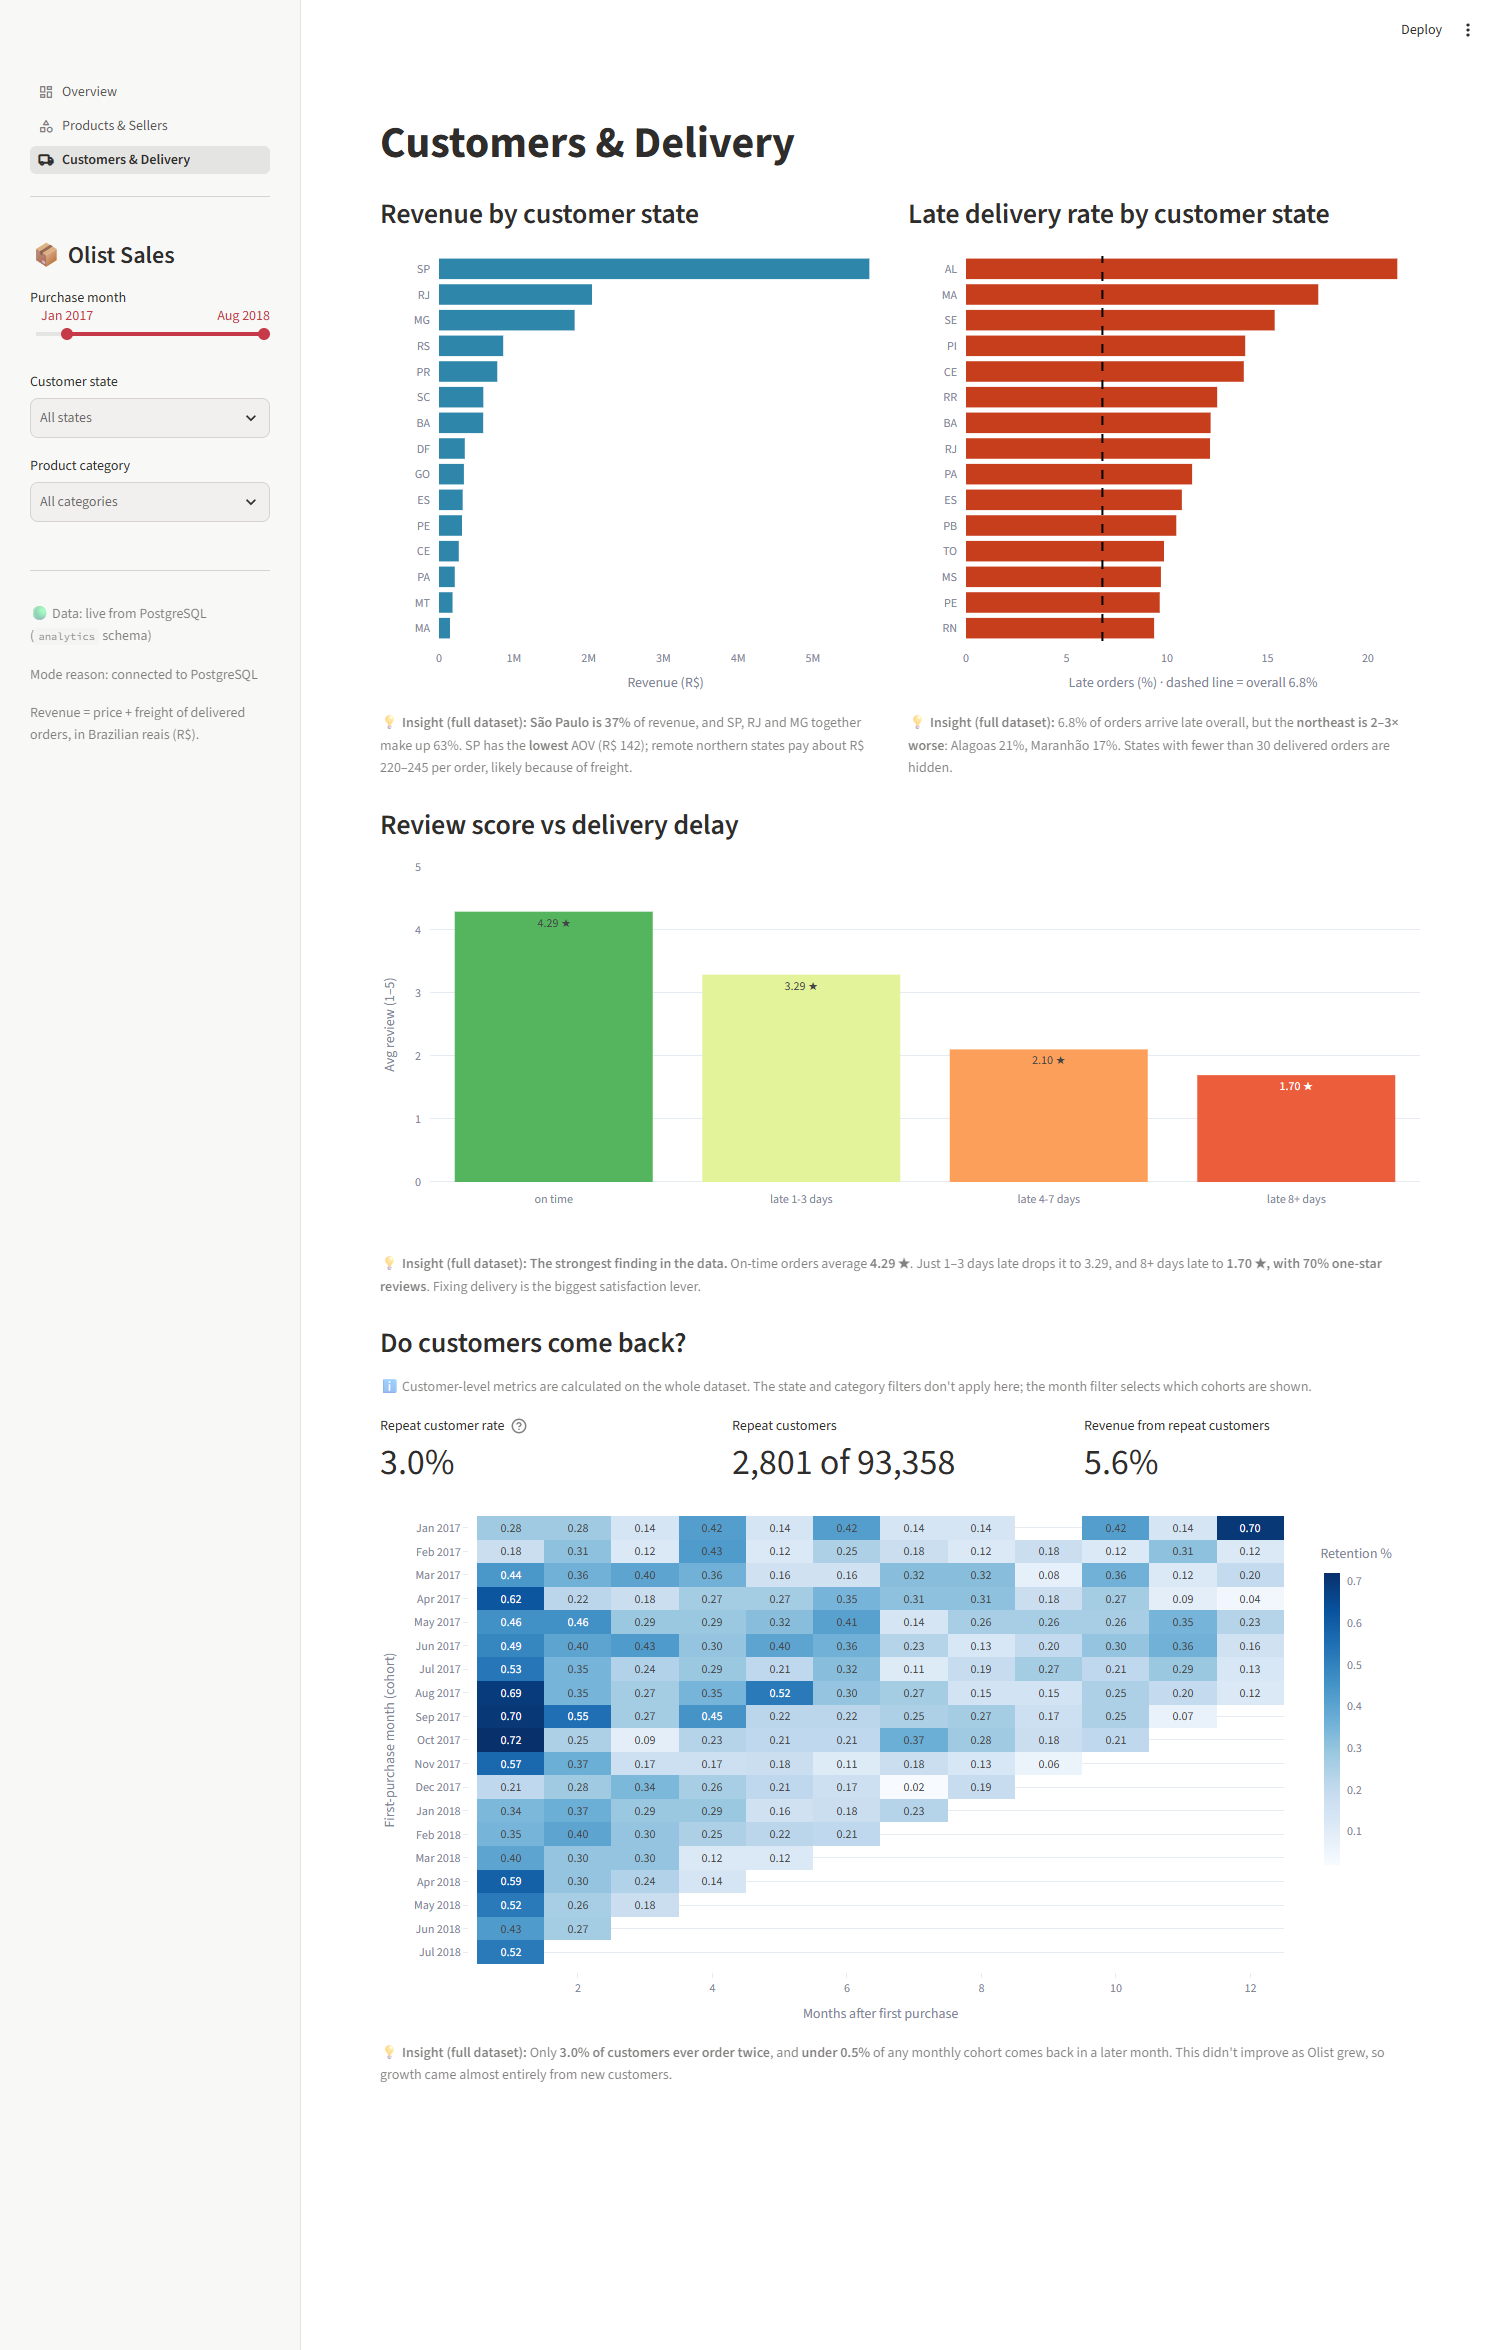 Deploy
Overview
Products & Sellers
Customers & Delivery
Olist Sales
Purchase month
Jan 2017 Aug 2018
Customer state
All states
Product category
All categories
Data: live from PostgreSQL
( analytics schema)
Mode reason: connected to PostgreSQL
Revenue = price + freight of delivered
orders, in Brazilian reais (R$).
Customers & Delivery
Revenue by customer state
SP
RJ
MG
RS
PR
SC
BA
DF
GO
ES
PE
CE
PA
MT
MA
0 1M 2M 3M 4M 5M
Revenue (R$)
Insight (full dataset): São Paulo is 37% of revenue, and SP, RJ and MG together
make up 63%. SP has the lowest AOV (R$ 142); remote northern states pay about R$
220–245 per order, likely because of freight.
Late delivery rate by customer state
AL
MA
SE
PI
CE
RR
BA
RJ
PA
ES
PB
TO
MS
PE
RN
0 5 10 15 20
Late orders (%) · dashed line = overall 6.8%
Insight (full dataset): 6.8% of orders arrive late overall, but the northeast is 2–3×
worse: Alagoas 21%, Maranhão 17%. States with fewer than 30 delivered orders are
hidden.
Review score vs delivery delay
Avg review (1–5)
5
4
3
2
1
0
4.29 ★
3.29 ★
2.10 ★
1.70 ★
on time late 1-3 days late 4-7 days late 8+ days
Insight (full dataset): The strongest finding in the data. On-time orders average 4.29 ★. Just 1–3 days late drops it to 3.29, and 8+ days late to 1.70 ★, with 70% one-star
reviews. Fixing delivery is the biggest satisfaction lever.
Do customers come back?
Customer-level metrics are calculated on the whole dataset. The state and category filters don't apply here; the month filter selects which cohorts are shown.
Repeat customer rate
3.0%
Repeat customers
2,801 of 93,358
Revenue from repeat customers
5.6%
First-purchase month (cohort)
Jan 2017 0.28 0.28 0.14 0.42 0.14 0.42 0.14 0.14 0.42 0.14 0.70
Feb 2017 0.18 0.31 0.12 0.43 0.12 0.25 0.18 0.12 0.18 0.12 0.31 0.12
Mar 2017 0.44 0.36 0.40 0.36 0.16 0.16 0.32 0.32 0.08 0.36 0.12 0.20
Apr 2017 0.62 0.22 0.18 0.27 0.27 0.35 0.31 0.31 0.18 0.27 0.09 0.04
May 2017 0.46 0.46 0.29 0.29 0.32 0.41 0.14 0.26 0.26 0.26 0.35 0.23
Jun 2017 0.49 0.40 0.43 0.30 0.40 0.36 0.23 0.13 0.20 0.30 0.36 0.16
Jul 2017 0.53 0.35 0.24 0.29 0.21 0.32 0.11 0.19 0.27 0.21 0.29 0.13
Aug 2017 0.69 0.35 0.27 0.35 0.52 0.30 0.27 0.15 0.15 0.25 0.20 0.12
Sep 2017 0.70 0.55 0.27 0.45 0.22 0.22 0.25 0.27 0.17 0.25 0.07
Oct 2017 0.72 0.25 0.09 0.23 0.21 0.21 0.37 0.28 0.18 0.21
Nov 2017 0.57 0.37 0.17 0.17 0.18 0.11 0.18 0.13 0.06
Dec 2017 0.21 0.28 0.34 0.26 0.21 0.17 0.02 0.19
Jan 2018 0.34 0.37 0.29 0.29 0.16 0.18 0.23
Feb 2018 0.35 0.40 0.30 0.25 0.22 0.21
Mar 2018 0.40 0.30 0.30 0.12 0.12
Apr 2018 0.59 0.30 0.24 0.14
May 2018 0.52 0.26 0.18
Jun 2018 0.43 0.27
Jul 2018 0.52
2 4 6 8 10 12
Months after first purchase
Retention %
0.7
0.6
0.5
0.4
0.3
0.2
0.1
Insight (full dataset): Only 3.0% of customers ever order twice, and under 0.5% of any monthly cohort comes back in a later month. This didn't improve as Olist grew, so
growth came almost entirely from new customers.